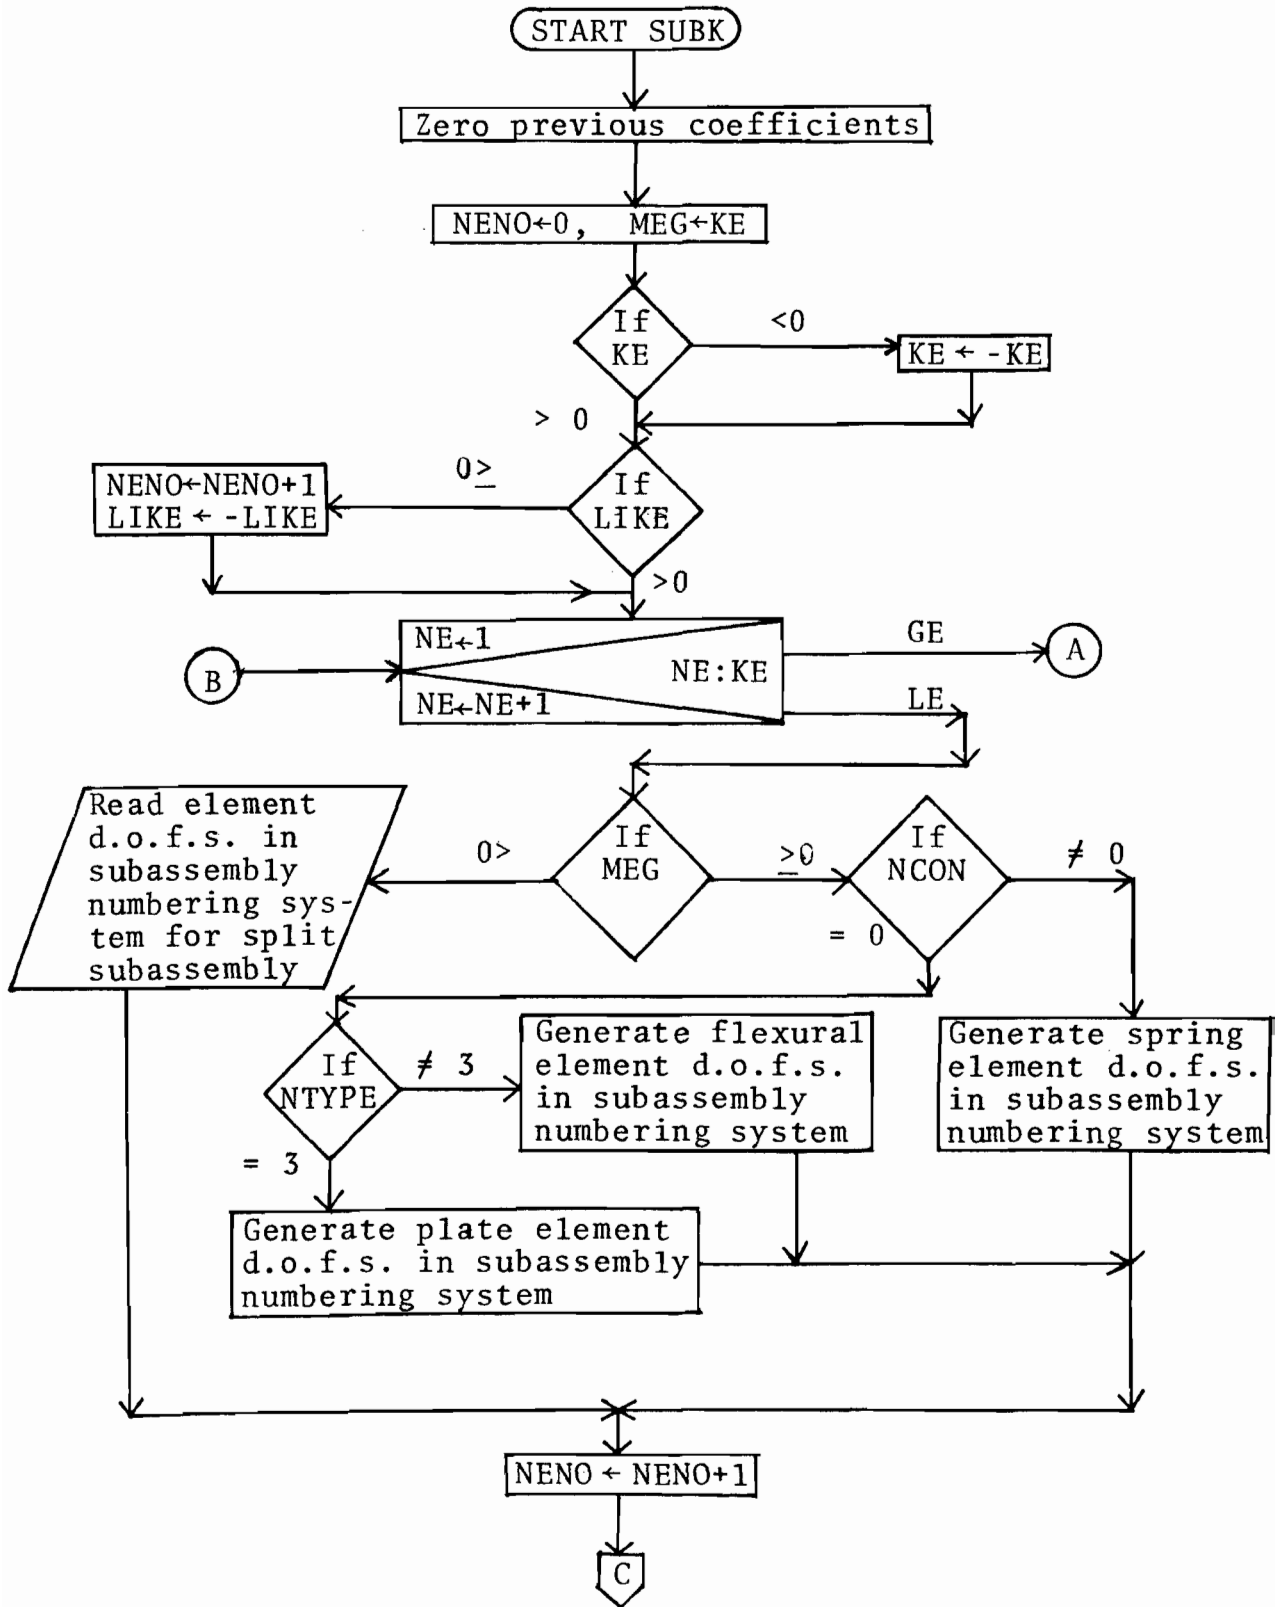 START SUBK
Zero previous coefficients
NENO←0, MEG←KE
If
KE
<0
KE ← -KE
> 0
If
LIKE
0≥
NENO←NENO+1
LIKE ← -LIKE
>0
NE←1
NE:KE
NE←NE+1
B
GE
A
LE
If
MEG
0>
Read element
d.o.f.s. in
subassembly
numbering sys-
tem for split
subassembly
≥0
If
NCON
≠ 0
= 0
If
NTYPE
≠ 3
= 3
Generate flexural
element d.o.f.s.
in subassembly
numbering system
Generate spring
element d.o.f.s.
in subassembly
numbering system
Generate plate element
d.o.f.s. in subassembly
numbering system
NENO ← NENO+1
C